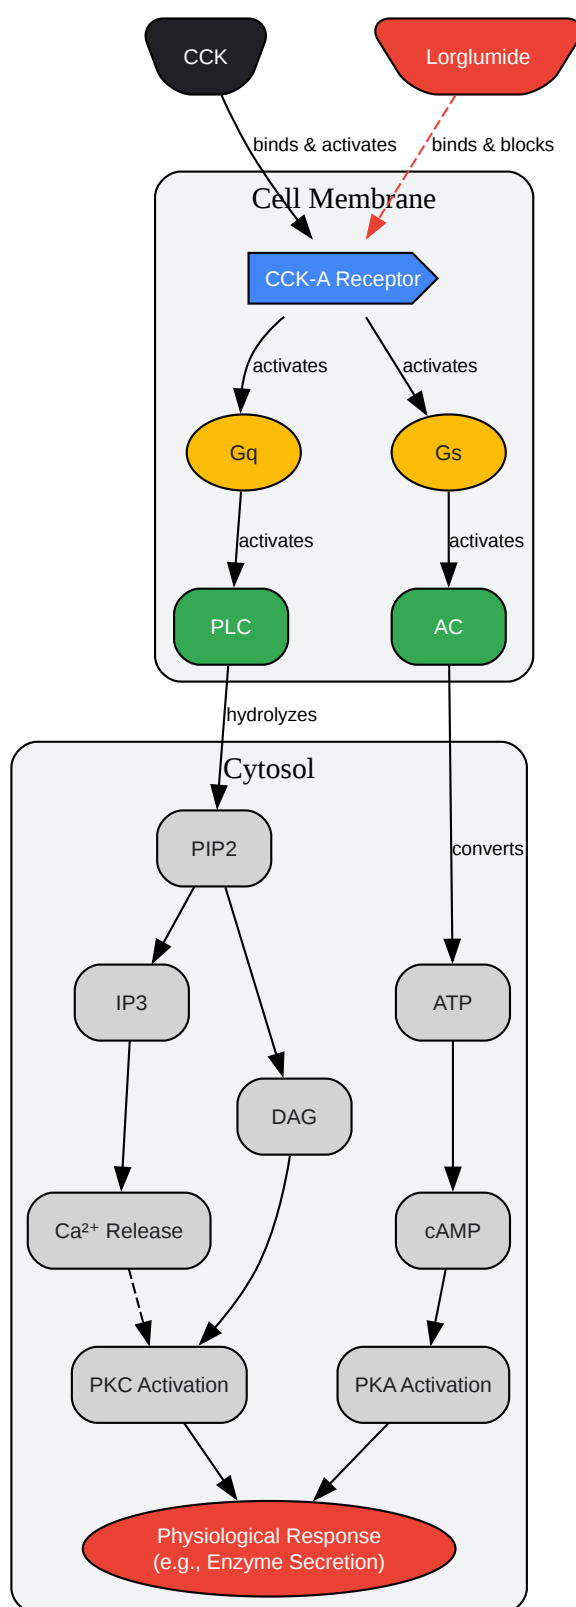 CCK
Lorglumide
binds & activates
binds & blocks
Cell Membrane
CCK-A Receptor
activates
activates
Gq
Gs
activates
activates
PLC
AC
hydrolyzes
Cytosol
PIP2
converts
IP3
ATP
DAG
Ca²⁺ Release
cAMP
PKC Activation
PKA Activation
Physiological Response
(e.g., Enzyme Secretion)